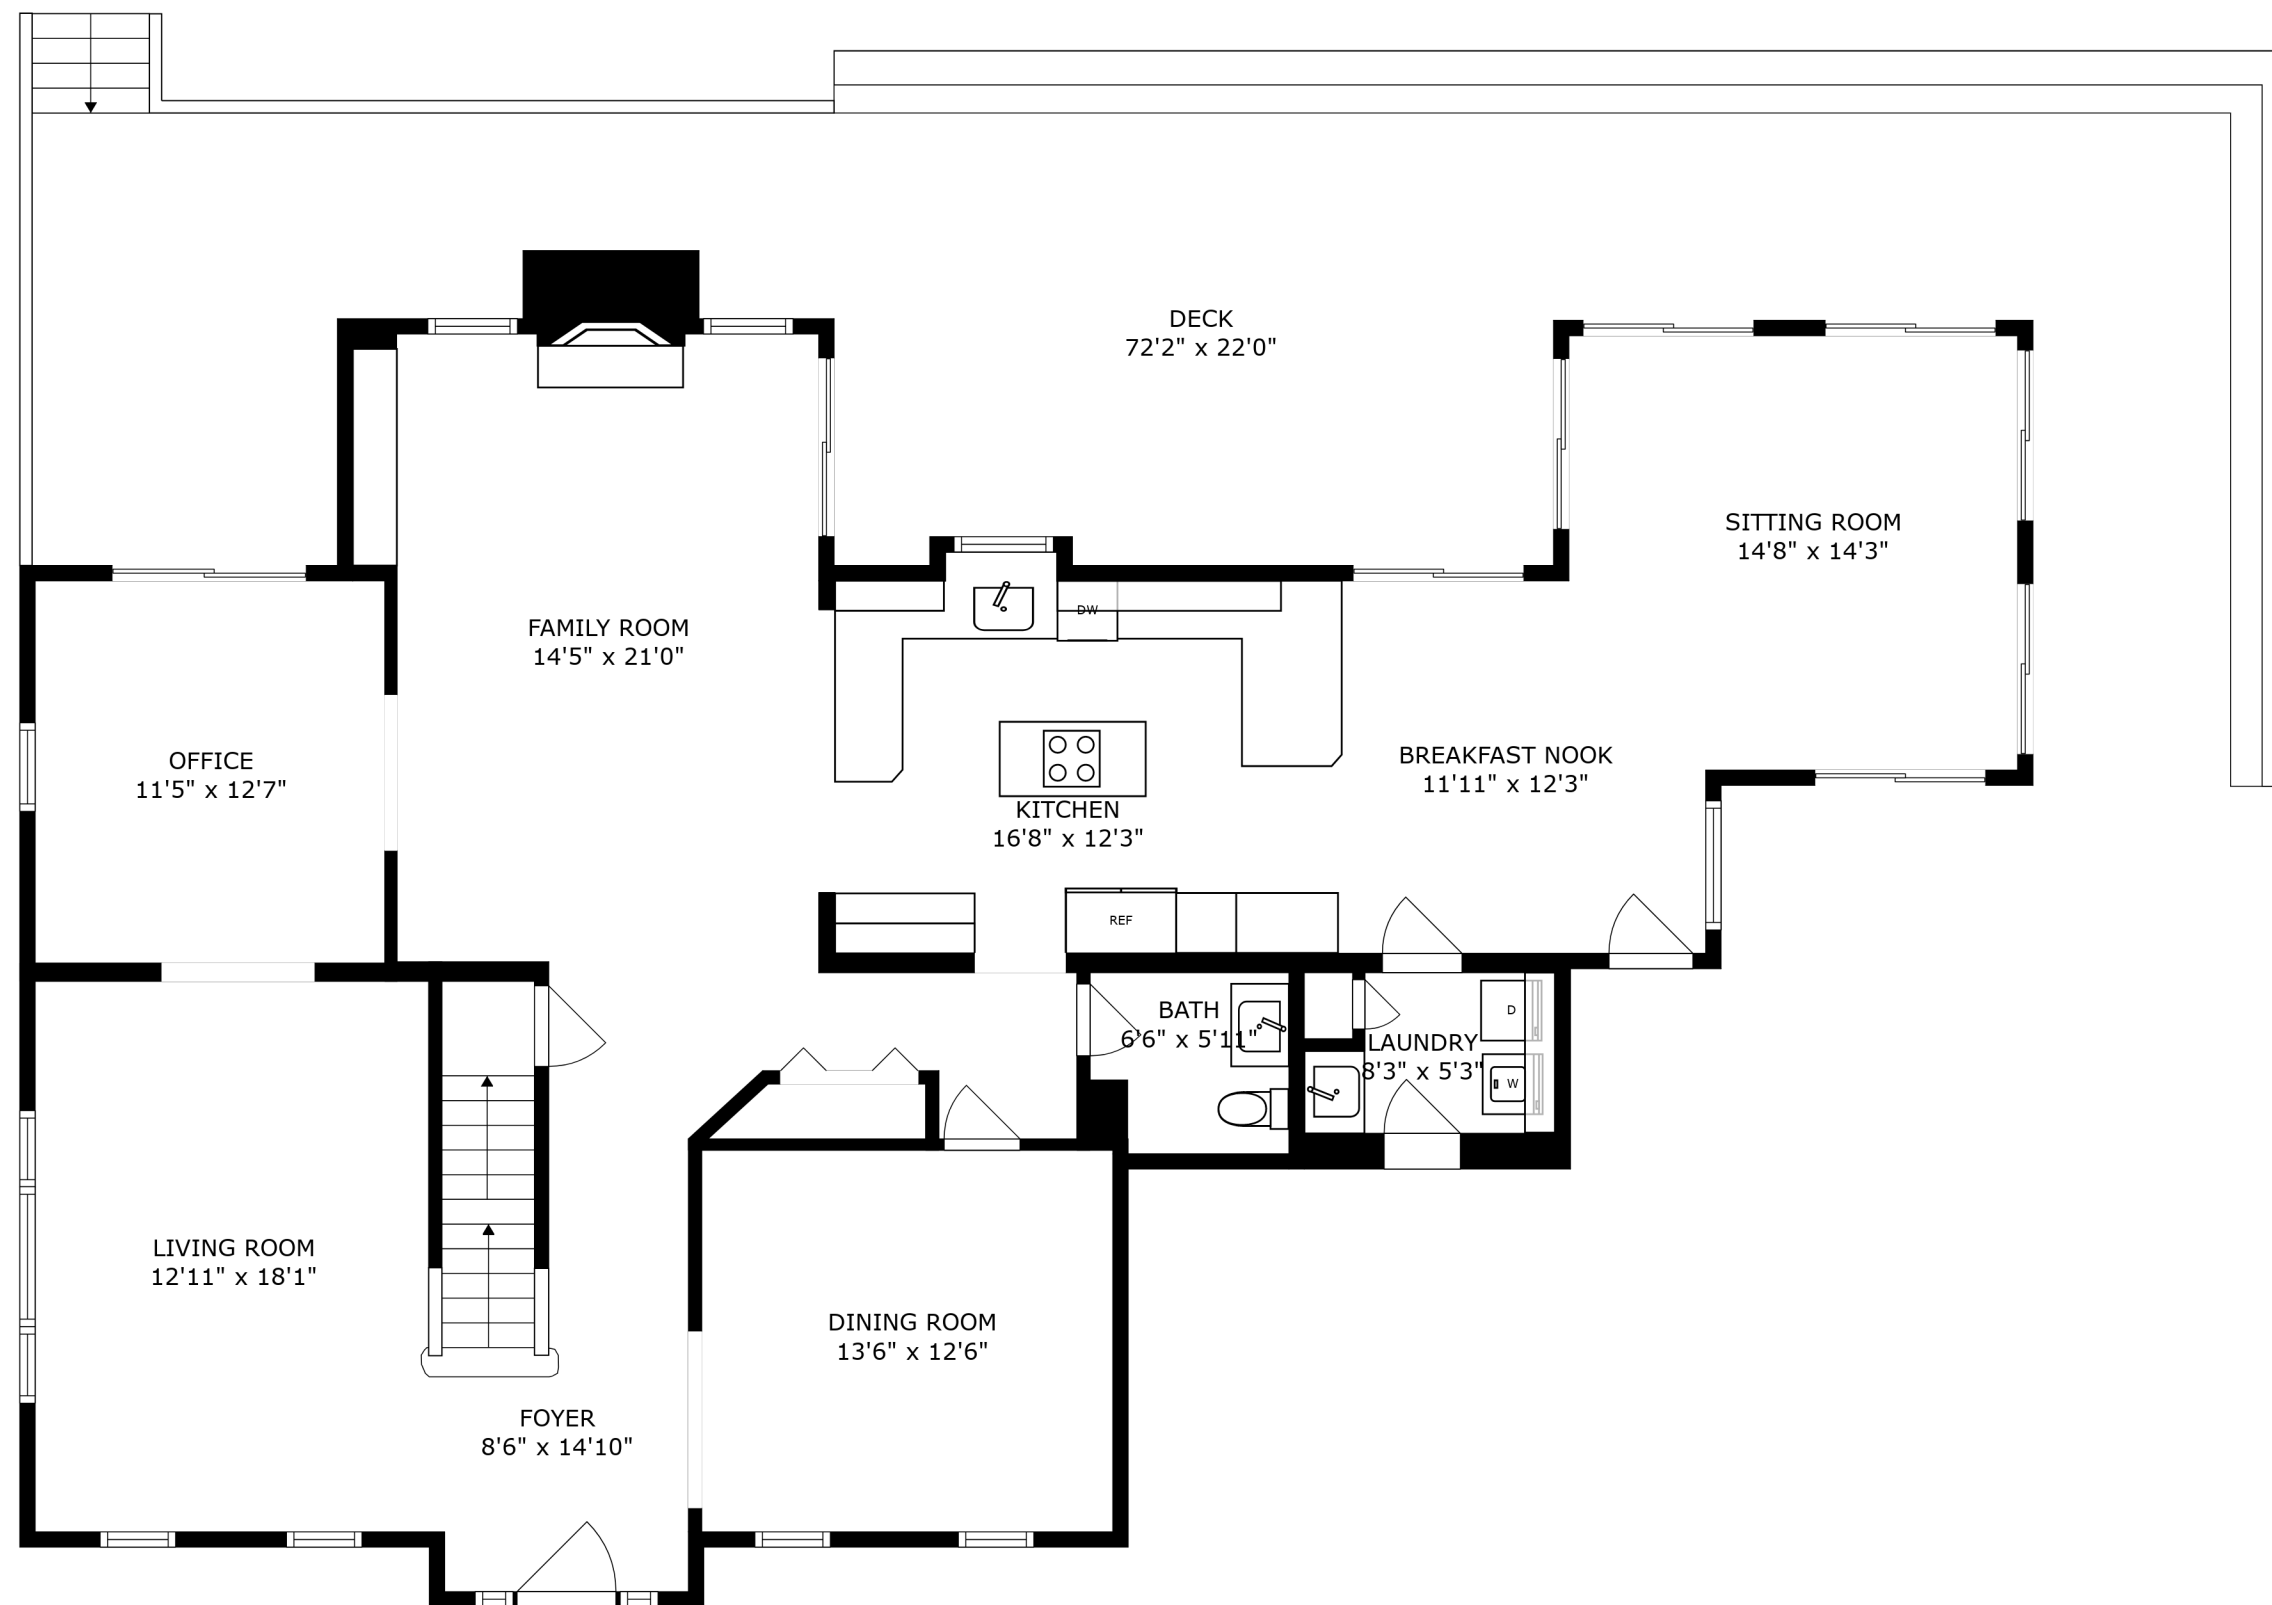 DECK
72'2" x 22'0"
SITTING ROOM
14'8" x 14'3"
FAMILY ROOM
14'5" x 21'0"
DW
OFFICE
11'5" x 12'7"
BREAKFAST NOOK
11'11" x 12'3"
KITCHEN
16'8" x 12'3"
REF
BATH
6'6" x 5'11"
D
LAUNDRY
8'3" x 5'3"
W
LIVING ROOM
12'11" x 18'1"
DINING ROOM
13'6" x 12'6"
FOYER
8'6" x 14'10"